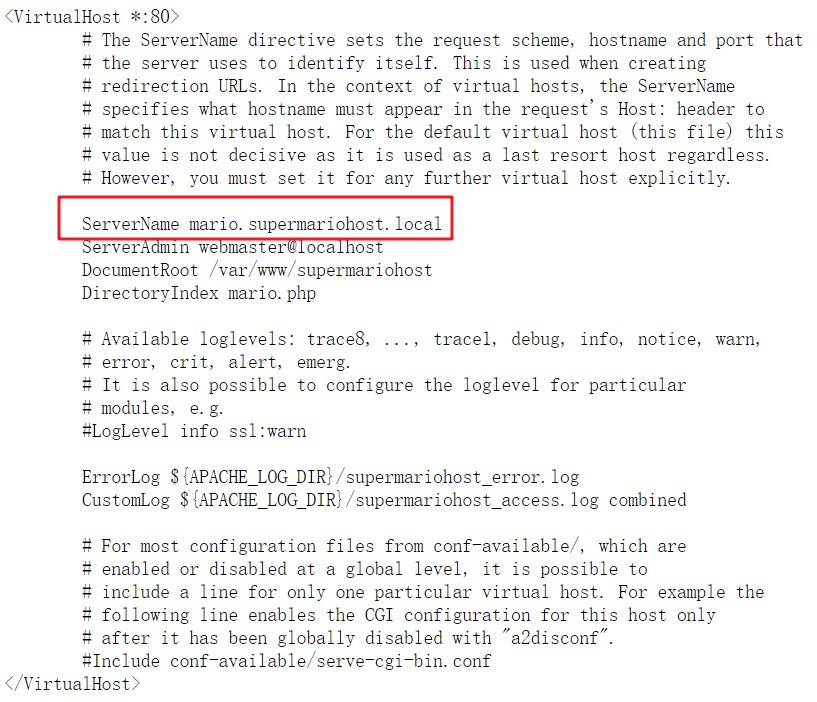 <VirtualHost *:80>
# The ServerName directive sets the request scheme, hostname and port that
# the server uses to identify itself. This is used when creating
# redirection URLs. In the context of virtual hosts, the ServerName
# specifies what hostname must appear in the request's Host: header to
# match this virtual host. For the default virtual host (this file) this
# value is not decisive as it is used as a last resort host regardless.
# However, you must set it for any further virtual host explicitly.
ServerName mario.supermariohost.local
ServerAdmin webmaster@localhost
DocumentRoot /var/www/supermariohost
DirectoryIndex mario.php
# Available loglevels: trace8, ..., trace1, debug, info, notice, warn,
# error, crit, alert, emerg.
# It is also possible to configure the loglevel for particular
# modules, e.g.
#LogLevel info ssl:warn
ErrorLog ${APACHE_LOG_DIR}/supermariohost_error.log
CustomLog ${APACHE_LOG_DIR}/supermariohost_access.log combined
# For most configuration files from conf-available/, which are
# enabled or disabled at a global level, it is possible to
# include a line for only one particular virtual host. For example the
# following line enables the CGI configuration for this host only
# after it has been globally disabled with "a2disconf".
#Include conf-available/serve-cgi-bin.conf
</VirtualHost>